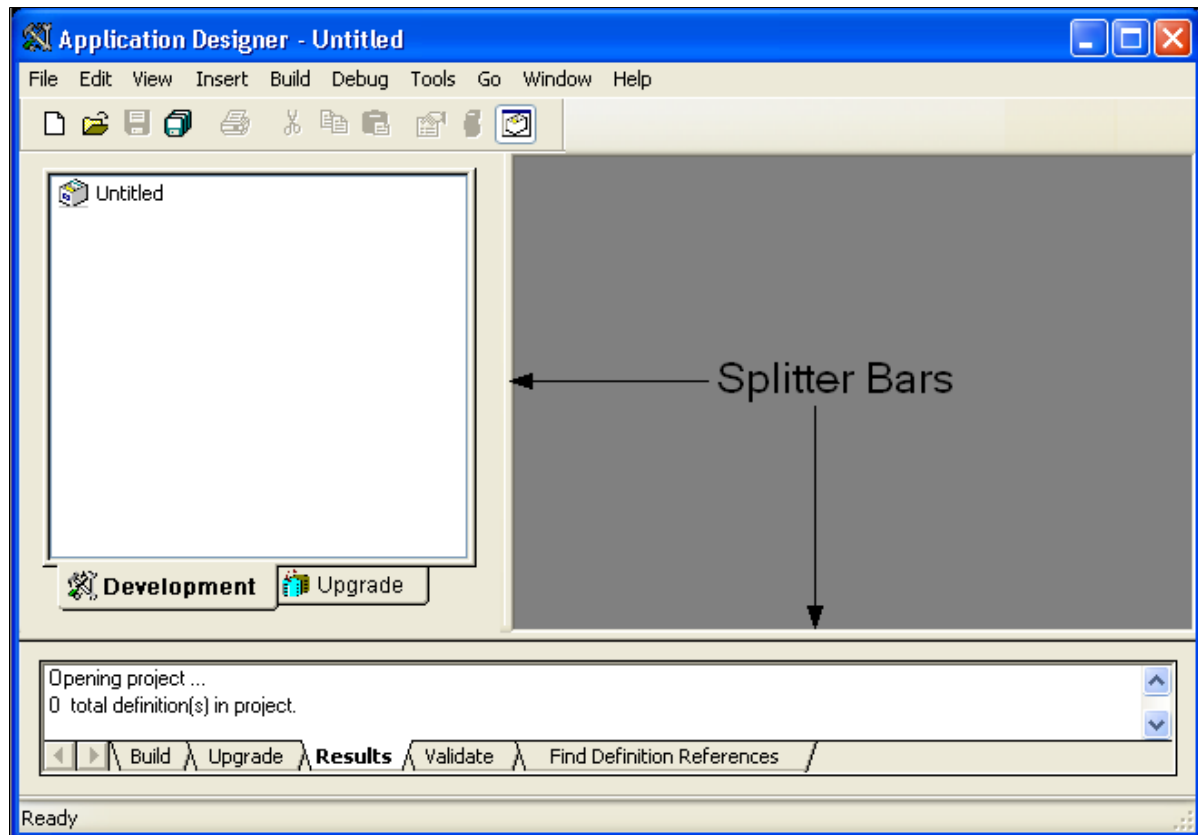 Application Designer - Untitled
File Edit View Insert Build Debug Tools Go Window Help
Untitled
Splitter Bars
Development Upgrade
Opening project ...
0 total definition(s) in project.
Build Upgrade Results Validate Find Definition References
Ready